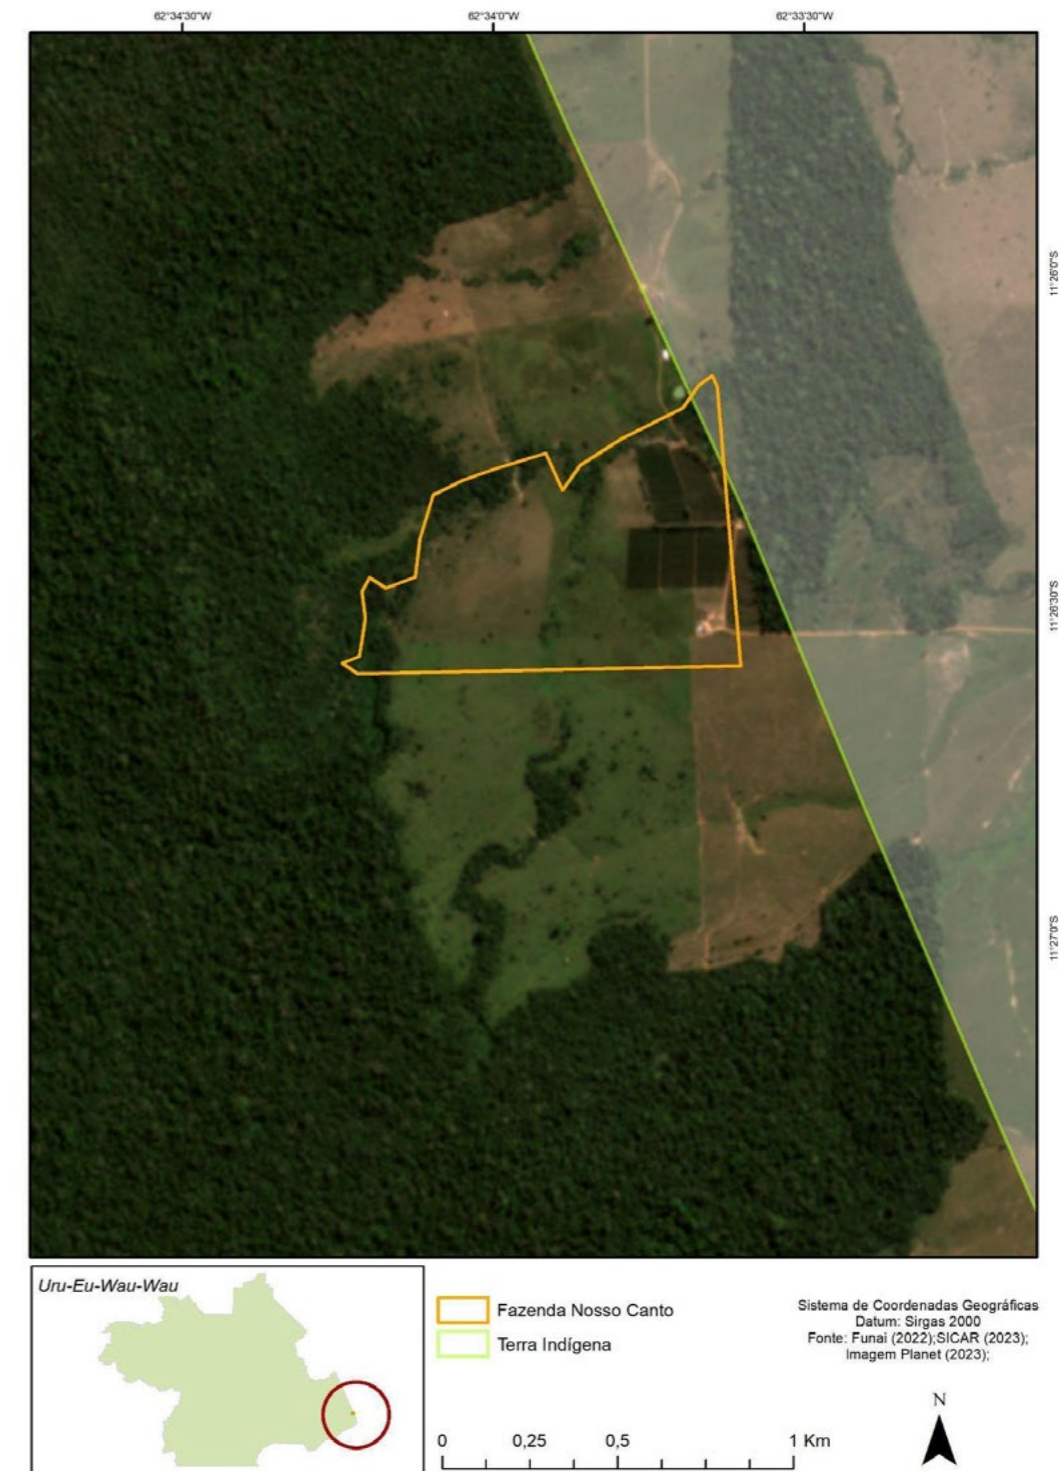 62°34'30"W
62°34'0"W
62°33'30"W
11°26'0"S
11°26'30"S
11°27'0"S
Uru-Eu-Wau-Wau
Fazenda Nosso Canto
Terra Indígena
Sistema de Coordenadas Geográficas
Datum: Sirgas 2000
Fonte: Funai (2022);SICAR (2023);
Imagem Planet (2023);
N
0 0,25 0,5 1 Km